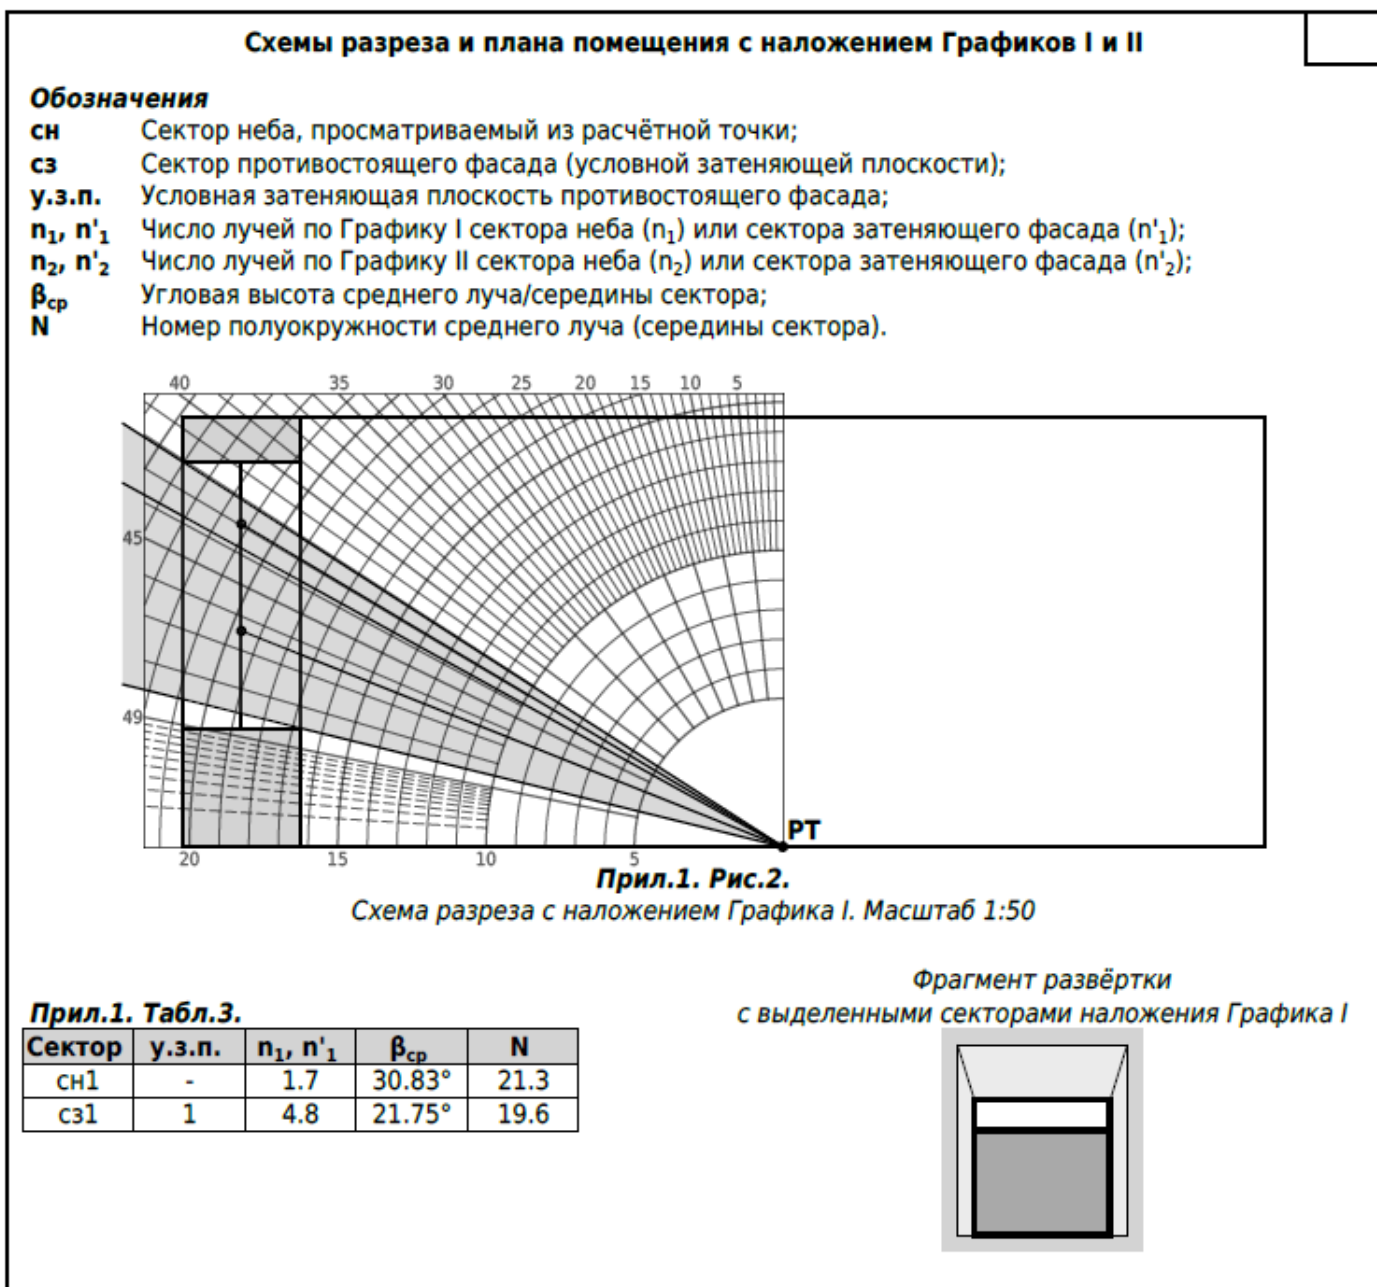 Схемы разреза и плана помещения с наложением Графиков I и II
Обозначения
сн Сектор неба, просматриваемый из расчётной точки;
сз Сектор противостоящего фасада (условной затеняющей плоскости);
у.з.п. Условная затеняющая плоскость противостоящего фасада;
n₁, n'₁ Число лучей по Графику I сектора неба (n₁) или сектора затеняющего фасада (n'₁);
n₂, n'₂ Число лучей по Графику II сектора неба (n₂) или сектора затеняющего фасада (n'₂);
βср Угловая высота среднего луча/середины сектора;
N Номер полуокружности среднего луча (середины сектора).
40 35 30 25 20 15 10 5
45
49
РТ
20 15 10 5
Прил.1. Рис.2.
Схема разреза с наложением Графика I. Масштаб 1:50
Фрагмент развёртки
с выделенными секторами наложения Графика I
Прил.1. Табл.3.
Сектор у.з.п. n₁, n'₁ βср N
сн1 - 1.7 30.83° 21.3
сз1 1 4.8 21.75° 19.6